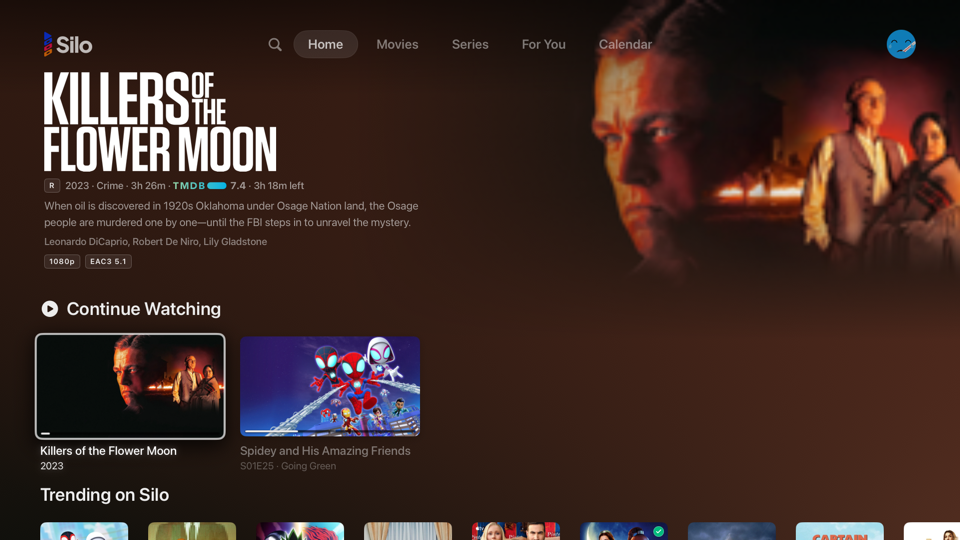 Silo
Home
Movies
Series
For You
Calendar
KILLERS OF THE
FLOWER MOON
R 2023 · Crime · 3h 26m · TMDB 7.4 · 3h 18m left
When oil is discovered in 1920s Oklahoma under Osage Nation land, the Osage
people are murdered one by one—until the FBI steps in to unravel the mystery.
Leonardo DiCaprio, Robert De Niro, Lily Gladstone
1080p EAC3 5.1
Continue Watching
Killers of the Flower Moon
2023
Spidey and His Amazing Friends
S01E25 · Going Green
Trending on Silo
CAPTAIN